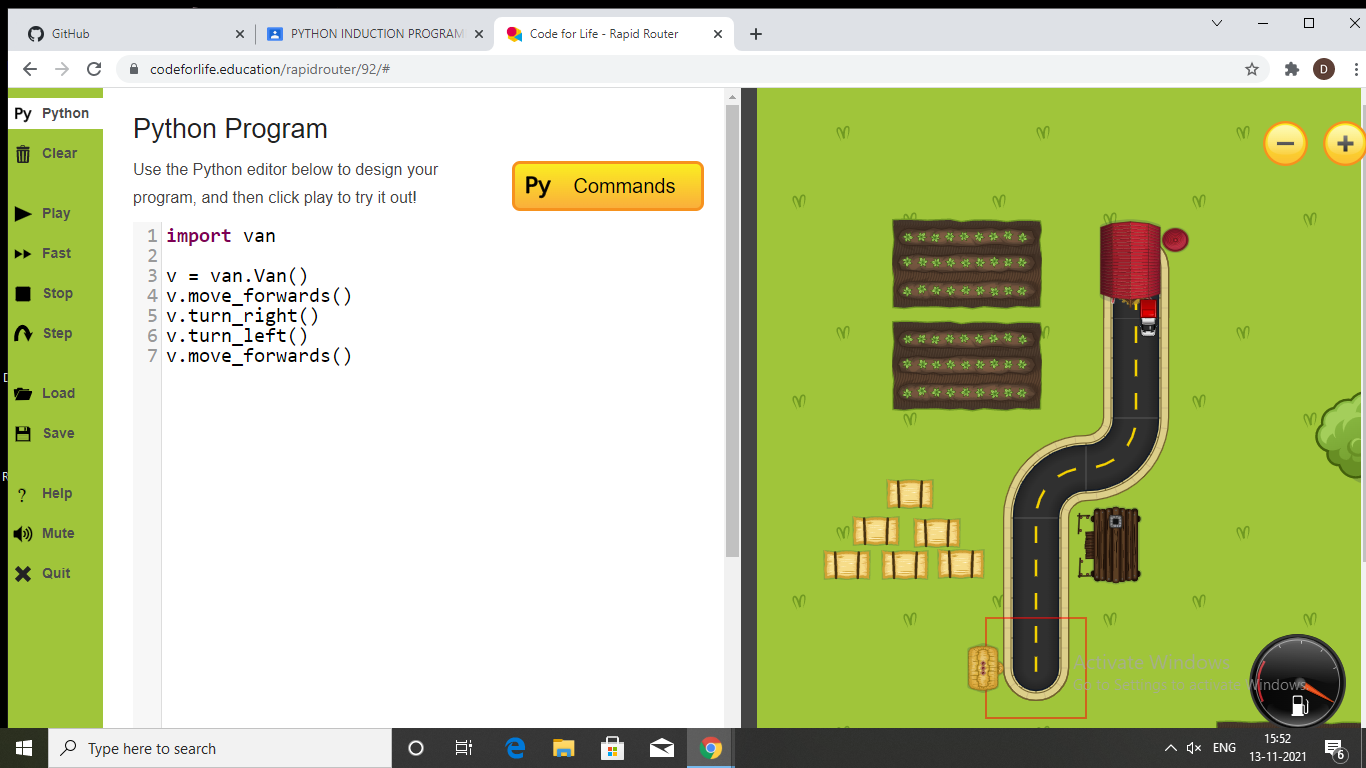 GitHub
PYTHON INDUCTION PROGRAM
Code for Life - Rapid Router
codeforlife.education/rapidrouter/92/#
D
Py Python
Clear
Play
Fast
Stop
Step
Load
Save
Help
Mute
Quit
Python Program
Use the Python editor below to design your
program, and then click play to try it out!
Py Commands
1 import van
2
3 v = van.Van()
4 v.move_forwards()
5 v.turn_right()
6 v.turn_left()
7 v.move_forwards()
Activate Windows
Go to Settings to activate Windows.
Type here to search
ENG
15:52
13-11-2021
6